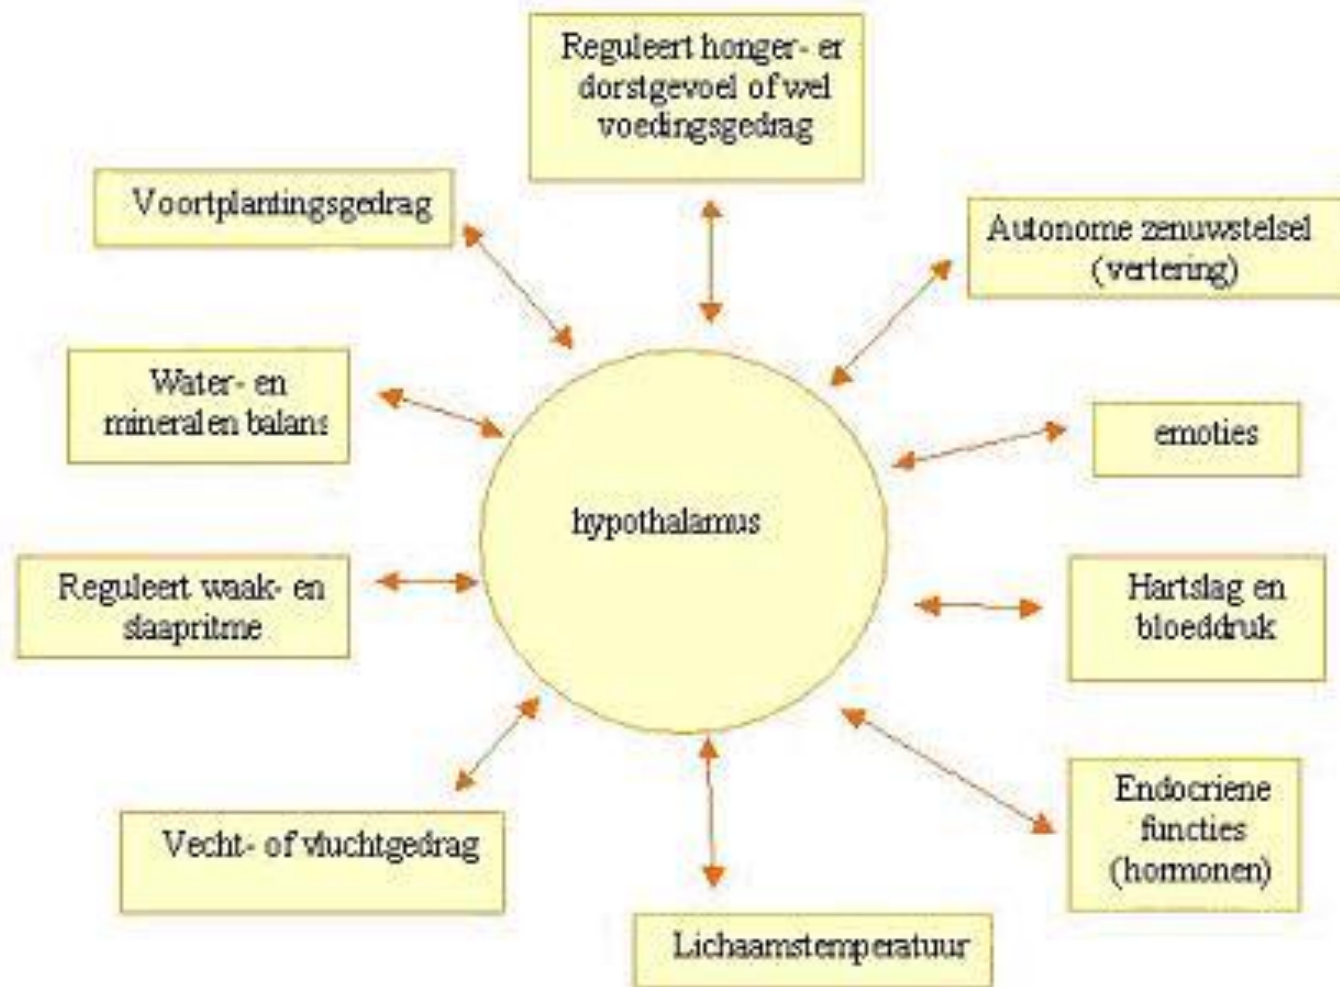 Reguleert honger- er
dorstgevoel of wel
voedingsgedrag
Voortplantingsgedrag
Autonome zenuwstelsel
(vertering)
Water- en
mineralen balans
emoties
hypothalamus
Reguleert waak- en
slaapritme
Hartslag en
bloeddruk
Vecht- of vluchtgedrag
Endocriene
functies
(hormonen)
Lichaamstemperatuur